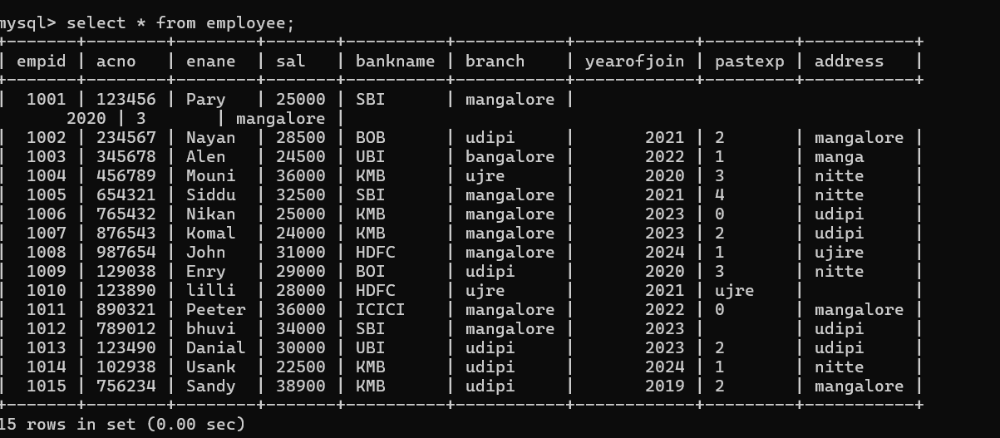 mysql> select * from employee;
+-------+--------+--------+-------+----------+-----------+------------+---------+-----------+
| empid | acno   | enane  | sal   | bankname | branch    | yearofjoin | pastexp | address   |
+-------+--------+--------+-------+----------+-----------+------------+---------+-----------+
|  1001 | 123456 | Pary   | 25000 | SBI      | mangalore |
       2020 | 3       | mangalore |
|  1002 | 234567 | Nayan  | 28500 | BOB      | udipi     |       2021 | 2       | mangalore |
|  1003 | 345678 | Alen   | 24500 | UBI      | bangalore |       2022 | 1       | manga     |
|  1004 | 456789 | Mouni  | 36000 | KMB      | ujre      |       2020 | 3       | nitte     |
|  1005 | 654321 | Siddu  | 32500 | SBI      | mangalore |       2021 | 4       | nitte     |
|  1006 | 765432 | Nikan  | 25000 | KMB      | mangalore |       2023 | 0       | udipi     |
|  1007 | 876543 | Komal  | 24000 | KMB      | mangalore |       2023 | 2       | udipi     |
|  1008 | 987654 | John   | 31000 | HDFC     | mangalore |       2024 | 1       | ujire     |
|  1009 | 129038 | Enry   | 29000 | BOI      | udipi     |       2020 | 3       | nitte     |
|  1010 | 123890 | lilli  | 28000 | HDFC     | ujre      |       2021 | ujre    |           |
|  1011 | 890321 | Peeter | 36000 | ICICI    | mangalore |       2022 | 0       | mangalore |
|  1012 | 789012 | bhuvi  | 34000 | SBI      | mangalore |       2023 |         | udipi     |
|  1013 | 123490 | Danial | 30000 | UBI      | udipi     |       2023 | 2       | udipi     |
|  1014 | 102938 | Usank  | 22500 | KMB      | udipi     |       2024 | 1       | nitte     |
|  1015 | 756234 | Sandy  | 38900 | KMB      | udipi     |       2019 | 2       | mangalore |
+-------+--------+--------+-------+----------+-----------+------------+---------+-----------+
15 rows in set (0.00 sec)